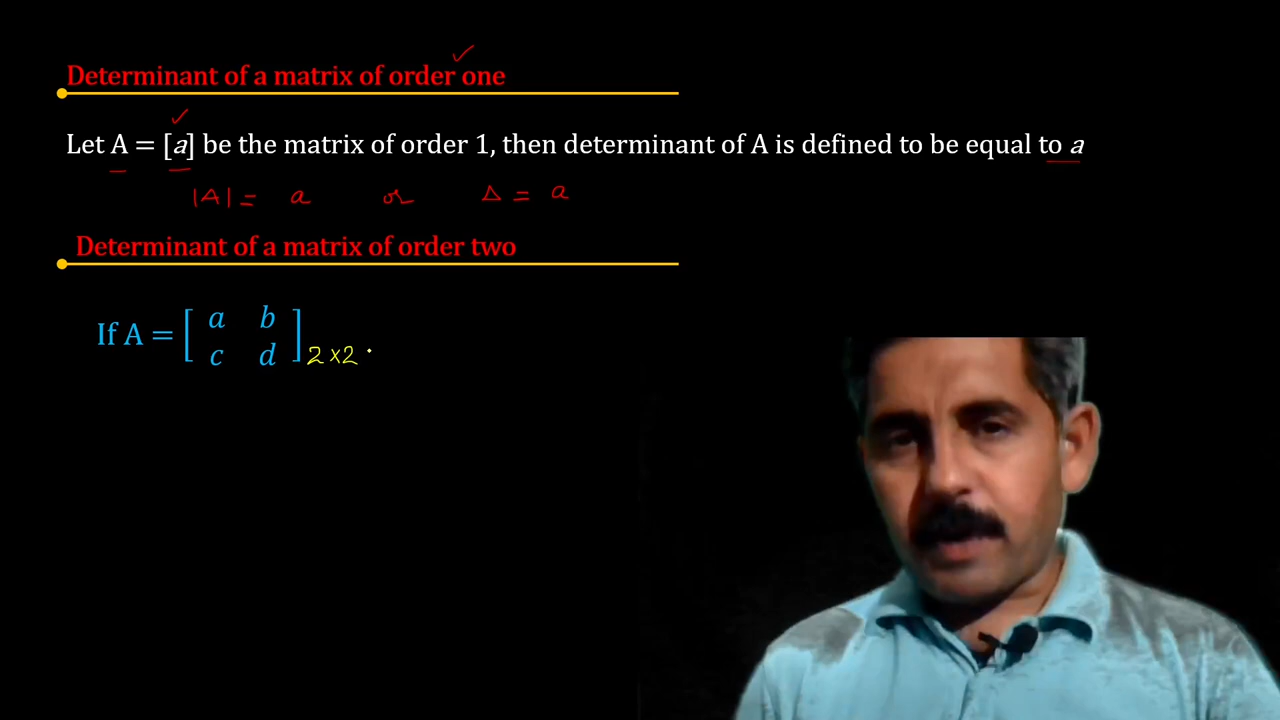 Determinant of a matrix of order one
Let A = [a] be the matrix of order 1, then determinant of A is defined to be equal to a
|A| = a or Δ = a
Determinant of a matrix of order two
If A = [ a b
c d ] 2×2